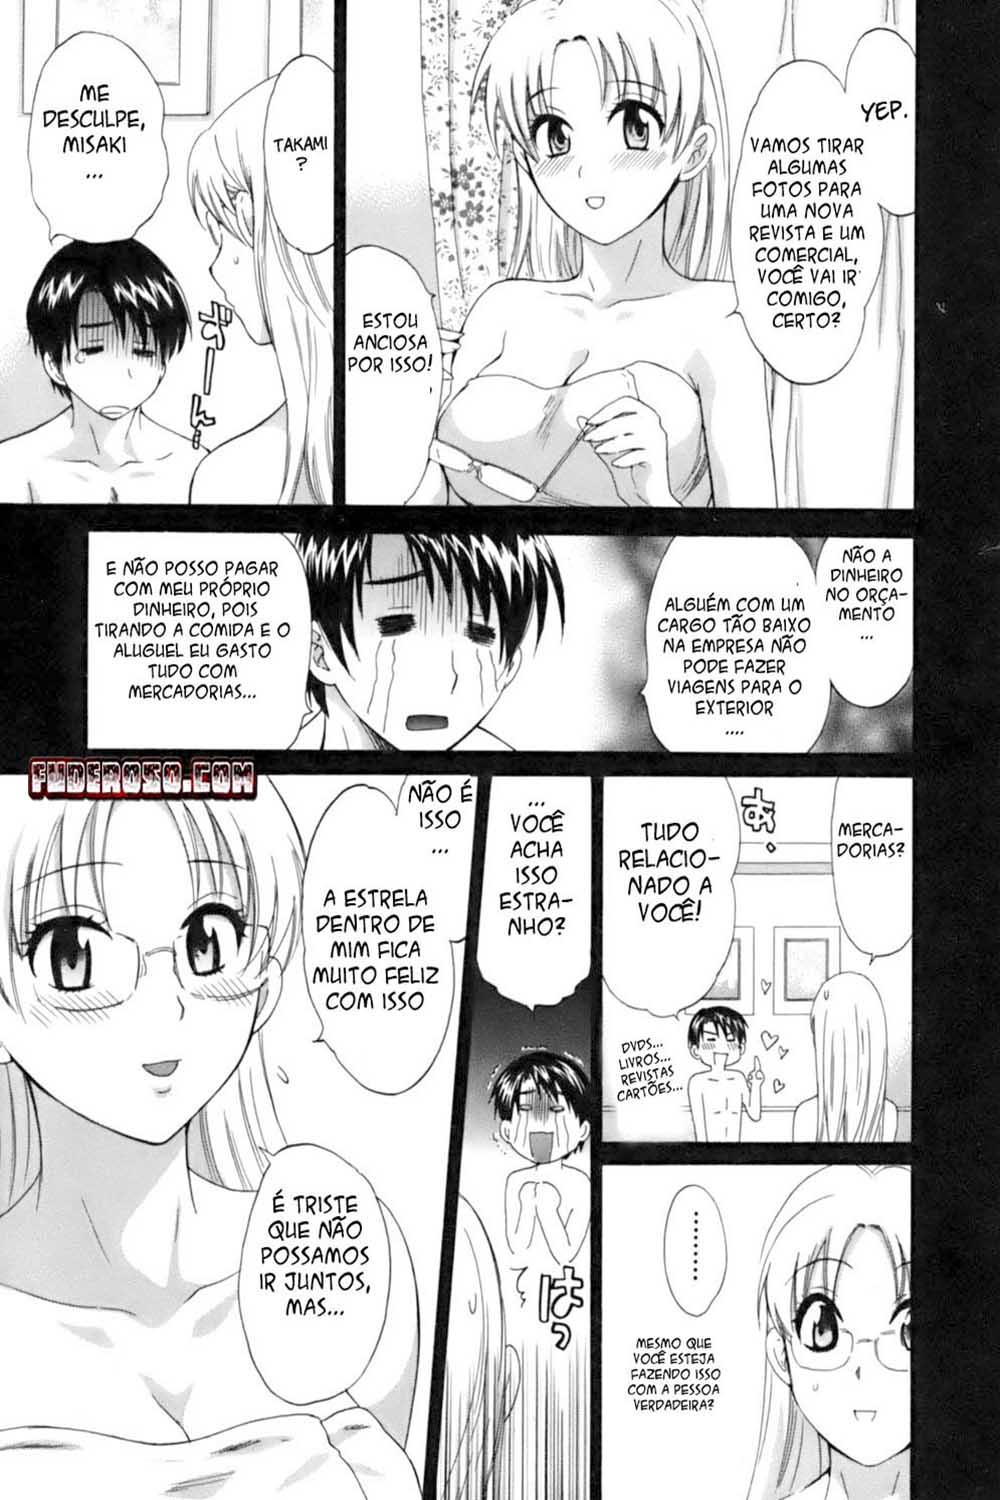 YEP.
VAMOS TIRAR
ALGUMAS
FOTOS PARA
UMA NOVA
REVISTA E UM
COMERCIAL,
VOCÊ VAI IR
COMIGO,
CERTO?
ESTOU
ANCIOSA
POR ISSO!
TAKAMI
?
ME
DESCULPE,
MISAKI
...
ざーん...
NÃO A
DINHEIRO
NO ORÇA-
MENTO
...
ALGUÉM COM UM
CARGO TÃO BAIXO
NA EMPRESA NÃO
PODE FAZER
VIAGENS PARA O
EXTERIOR
....
E NÃO POSSO PAGAR
COM MEU PRÓPRIO
DINHEIRO, POIS
TIRANDO A COMIDA E O
ALUGUEL EU GASTO
TUDO COM
MERCADORIAS...
MERCA-
DORIAS?
あ、
TUDO
RELACIO-
NADO A
VOCÊ!
DVDS...
LIVROS...
REVISTAS
CARTÕES...
.........
MESMO QUE
VOCÊ ESTEJA
FAZENDO ISSO
COM A PESSOA
VERDADEIRA?
...
VOCÊ
ACHA
ISSO
ESTRA-
NHO?
はっ
NÃO É
ISSO
...
A ESTRELA
DENTRO DE
MIM FICA
MUITO FELIZ
COM ISSO
É TRISTE
QUE NÃO
POSSAMOS
IR JUNTOS,
MAS...
FUDEROSO.COM